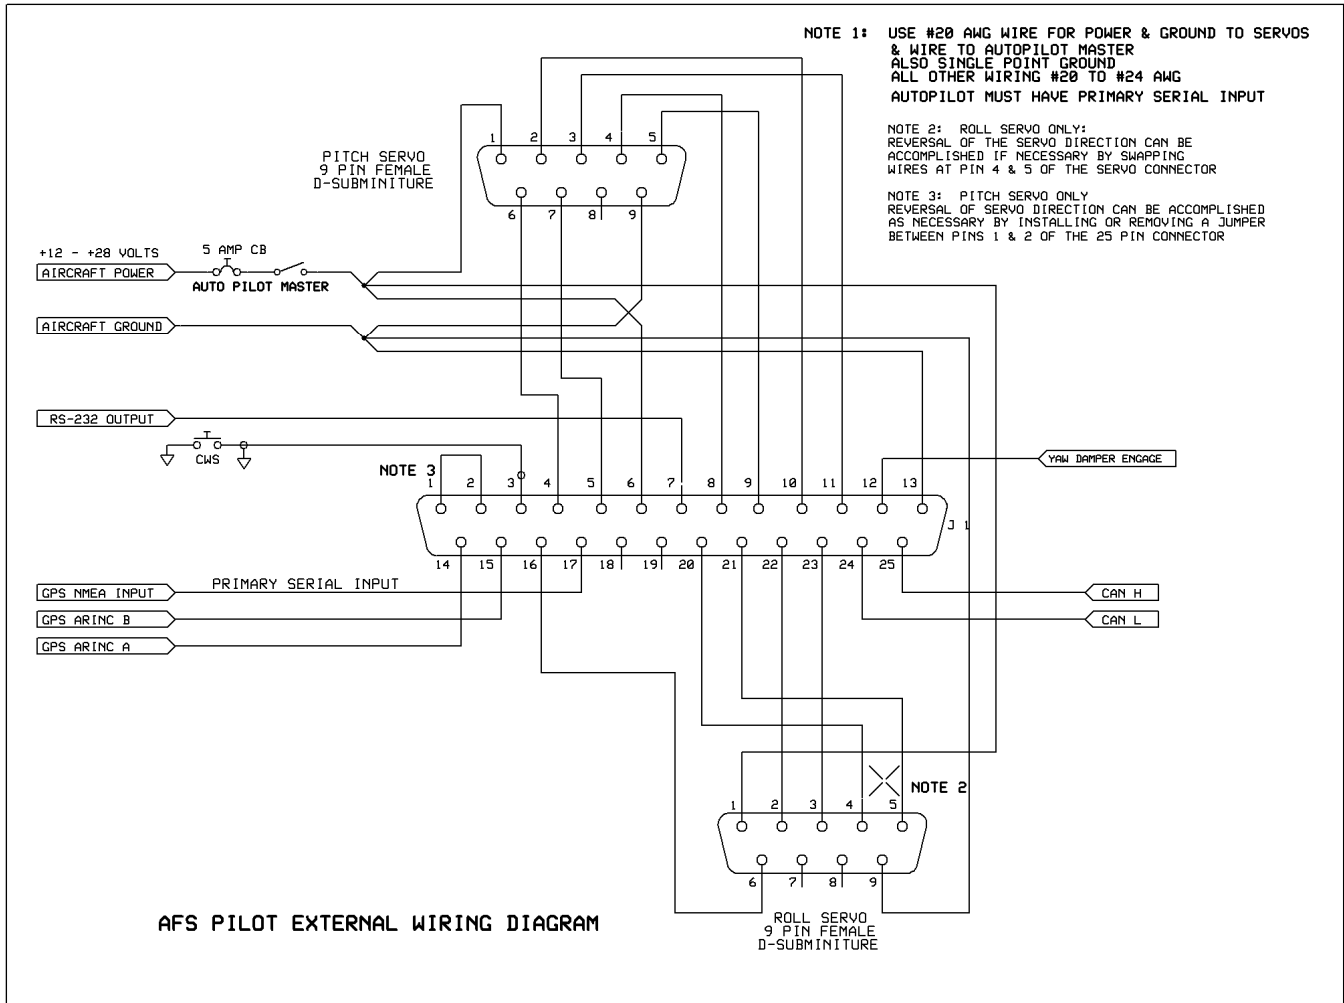 NOTE 1: USE #20 AWG WIRE FOR POWER & GROUND TO SERVOS
& WIRE TO AUTOPILOT MASTER
ALSO SINGLE POINT GROUND
ALL OTHER WIRING #20 TO #24 AWG
AUTOPILOT MUST HAVE PRIMARY SERIAL INPUT
NOTE 2: ROLL SERVO ONLY:
REVERSAL OF THE SERVO DIRECTION CAN BE
ACCOMPLISHED IF NECESSARY BY SWAPPING
WIRES AT PIN 4 & 5 OF THE SERVO CONNECTOR
NOTE 3: PITCH SERVO ONLY
REVERSAL OF SERVO DIRECTION CAN BE ACCOMPLISHED
AS NECESSARY BY INSTALLING OR REMOVING A JUMPER
BETWEEN PINS 1 & 2 OF THE 25 PIN CONNECTOR
PITCH SERVO
9 PIN FEMALE
D-SUBMINITURE
1 2 3 4 5
6 7 8 9
+12 - +28 VOLTS
5 AMP CB
AIRCRAFT POWER
AUTO PILOT MASTER
AIRCRAFT GROUND
RS-232 OUTPUT
CWS
YAW DAMPER ENGAGE
NOTE 3
1 2 3 4 5 6 7 8 9 10 11 12 13
J 1
14 15 16 17 18 19 20 21 22 23 24 25
PRIMARY SERIAL INPUT
GPS NMEA INPUT
GPS ARINC B
GPS ARINC A
CAN H
CAN L
NOTE 2
1 2 3 4 5
6 7 8 9
ROLL SERVO
9 PIN FEMALE
D-SUBMINITURE
AFS PILOT EXTERNAL WIRING DIAGRAM